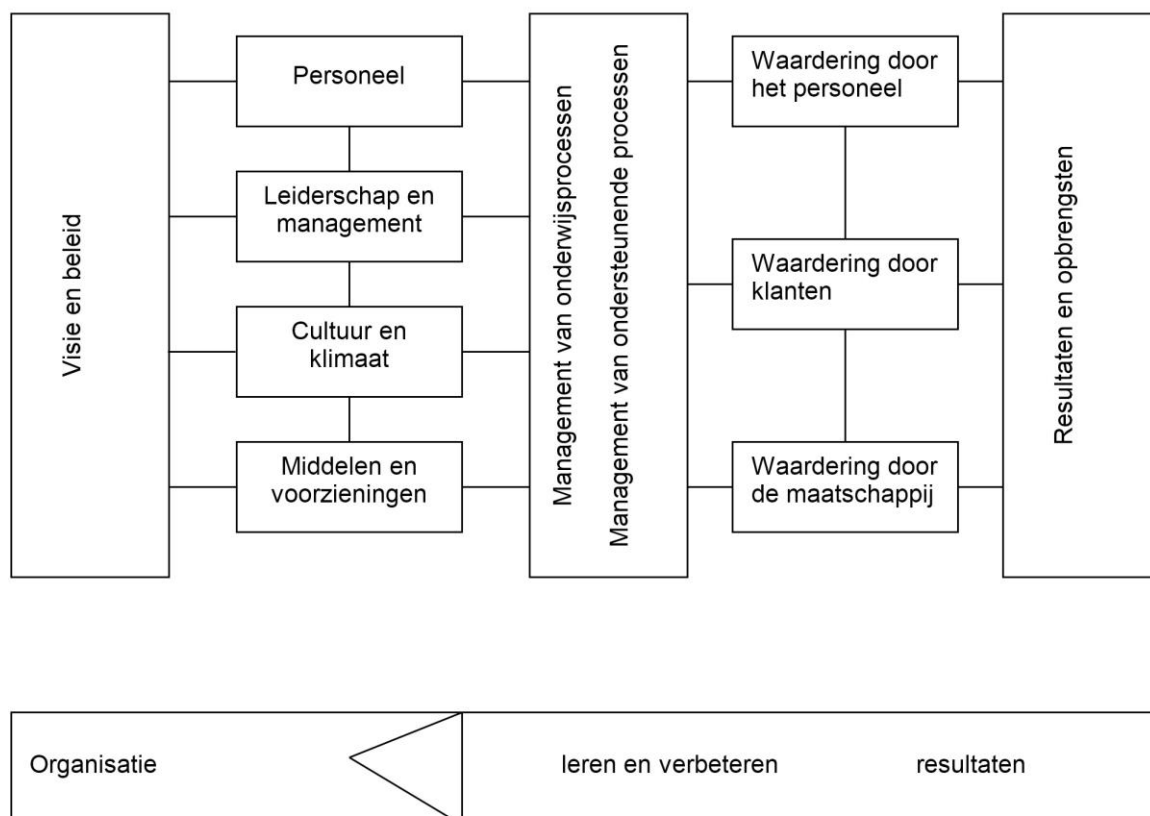 Visie en beleid
Personeel
Leiderschap en
management
Cultuur en
klimaat
Middelen en
voorzieningen
Management van onderwijsprocessen
Management van ondersteunende processen
Waardering door
het personeel
Waardering door
klanten
Waardering door
de maatschappij
Resultaten en opbrengsten
Organisatie
leren en verbeteren
resultaten